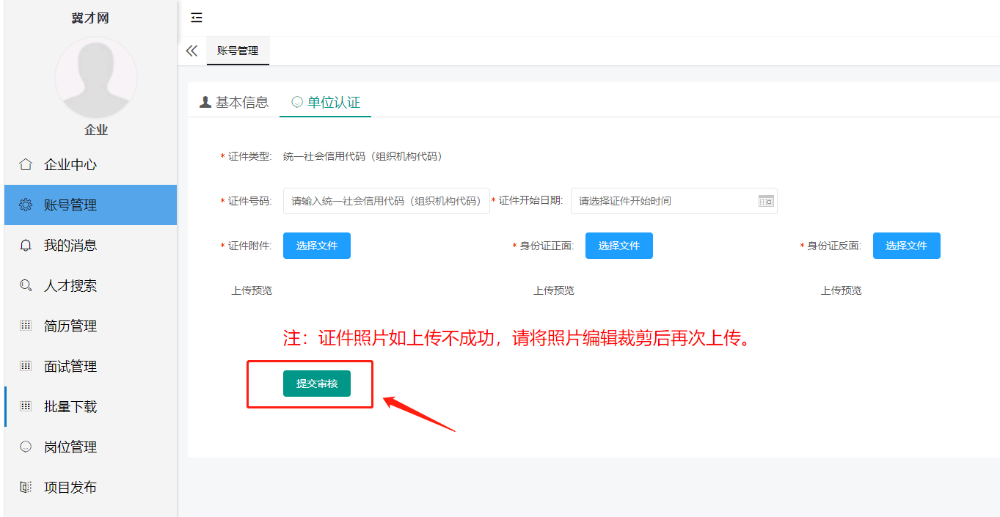 冀才网
企业
企业中心
账号管理
我的消息
人才搜索
简历管理
面试管理
批量下载
岗位管理
项目发布
账号管理
基本信息 单位认证
* 证件类型: 统一社会信用代码（组织机构代码）
* 证件号码: 请输入统一社会信用代码（组织机构代码） * 证件开始日期: 请选择证件开始时间
* 证件附件: 选择文件 * 身份证正面: 选择文件 * 身份证反面: 选择文件
上传预览 上传预览 上传预览
注：证件照片如上传不成功，请将照片编辑裁剪后再次上传。
提交审核